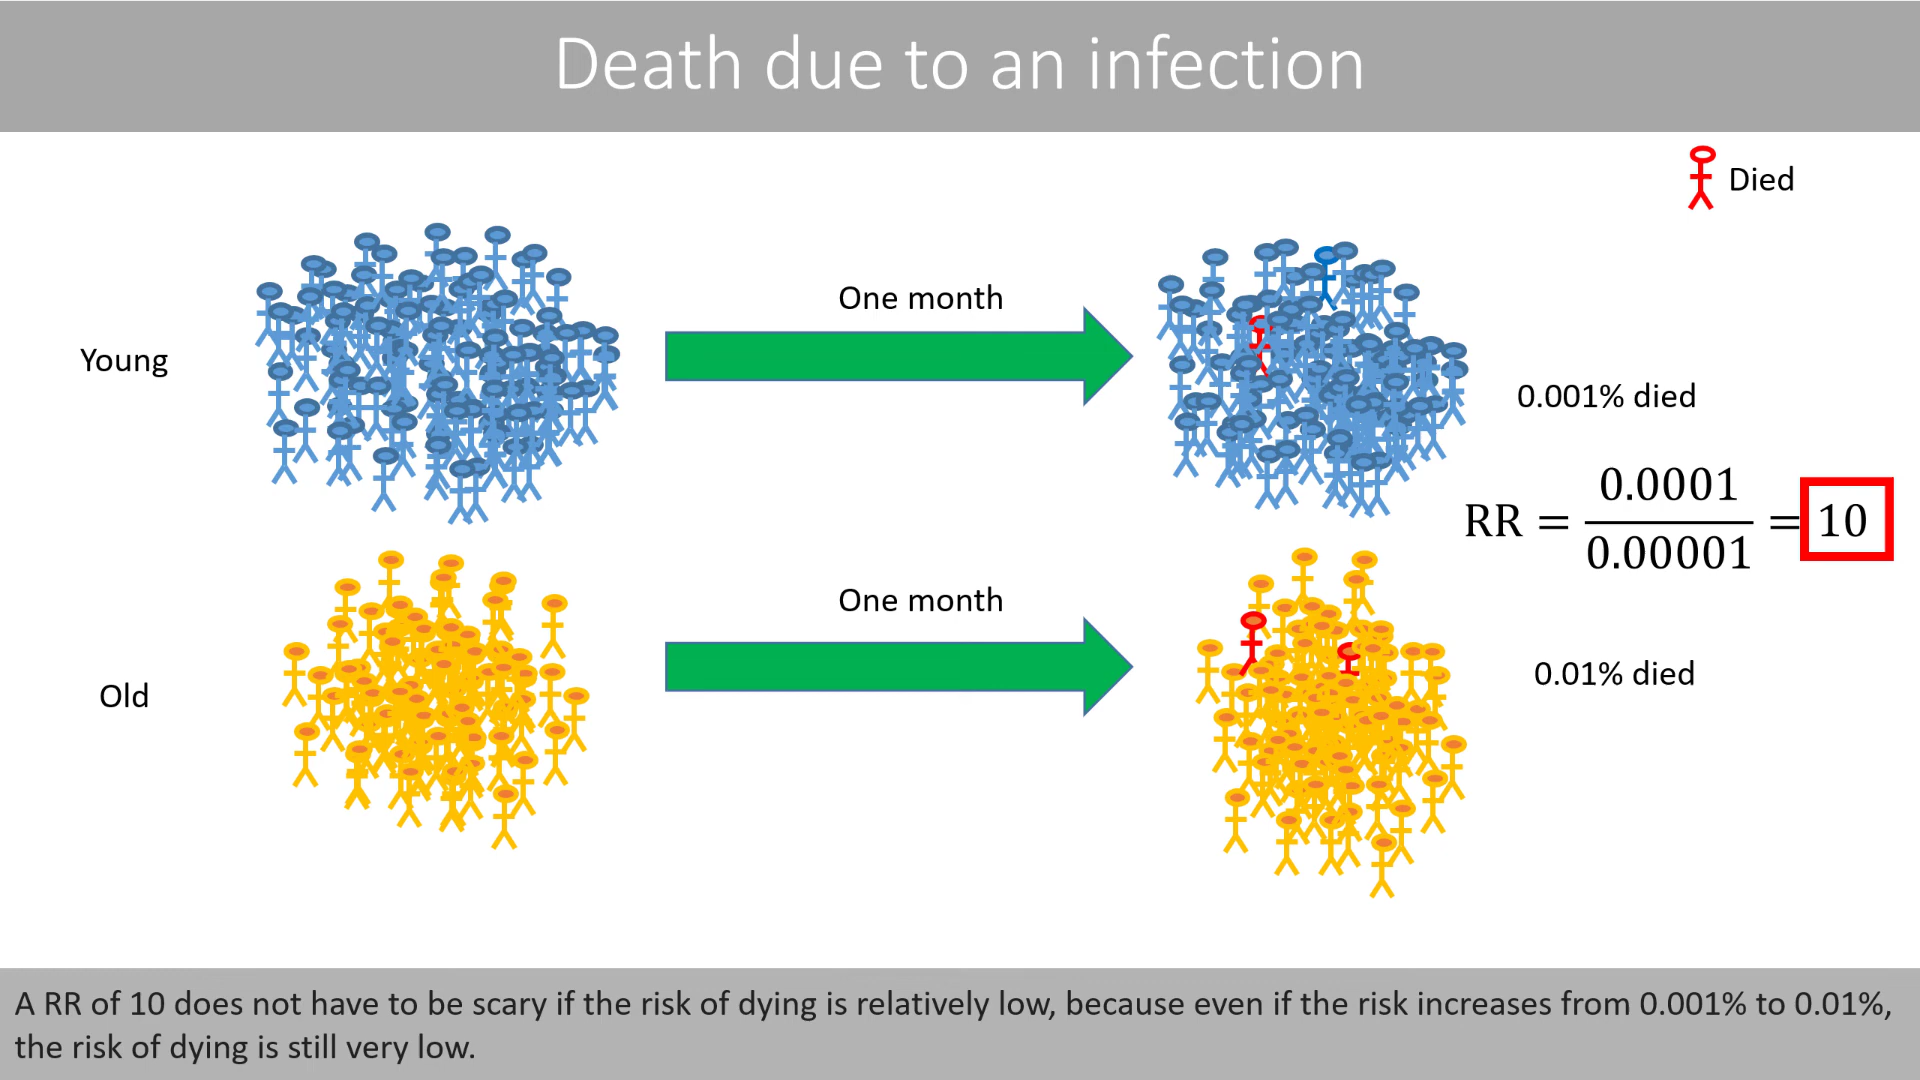 Death due to an infection
Died
One month
Young
0.001% died
RR = 0.0001 / 0.00001 = 10
One month
0.01% died
Old
A RR of 10 does not have to be scary if the risk of dying is relatively low, because even if the risk increases from 0.001% to 0.01%,
the risk of dying is still very low.